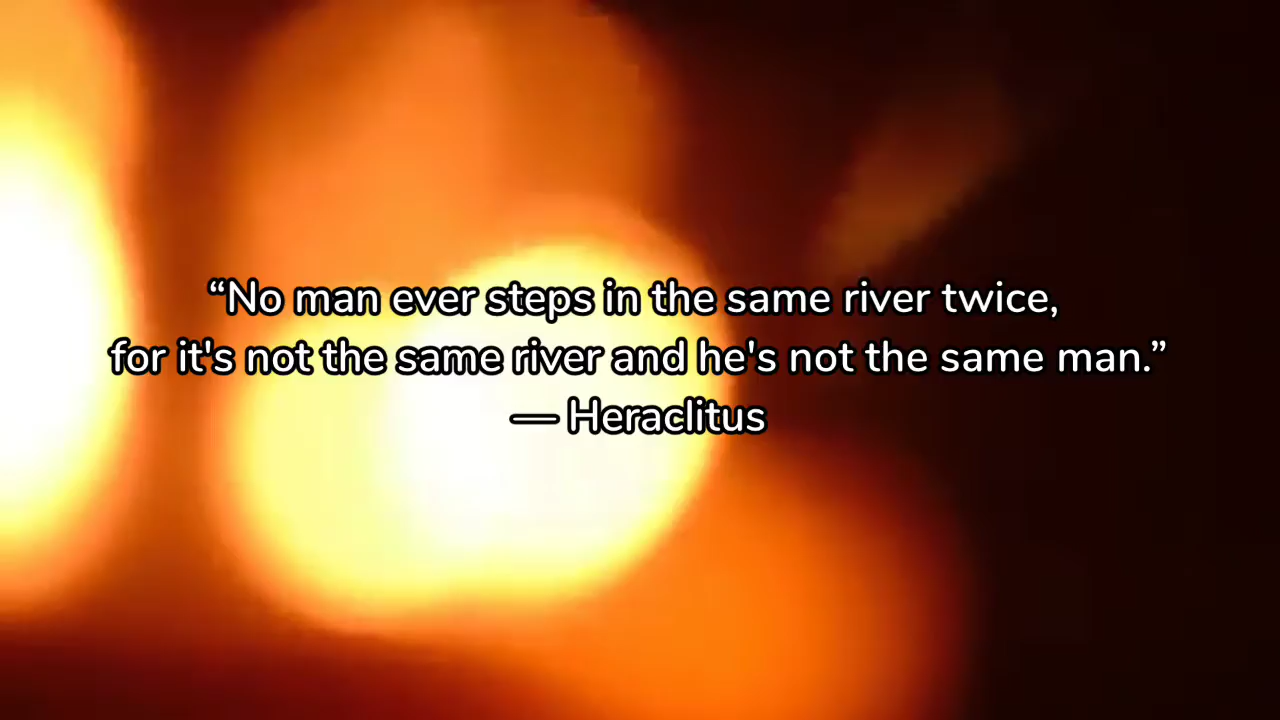 “No man ever steps in the same river twice,
for it's not the same river and he's not the same man.”
— Heraclitus